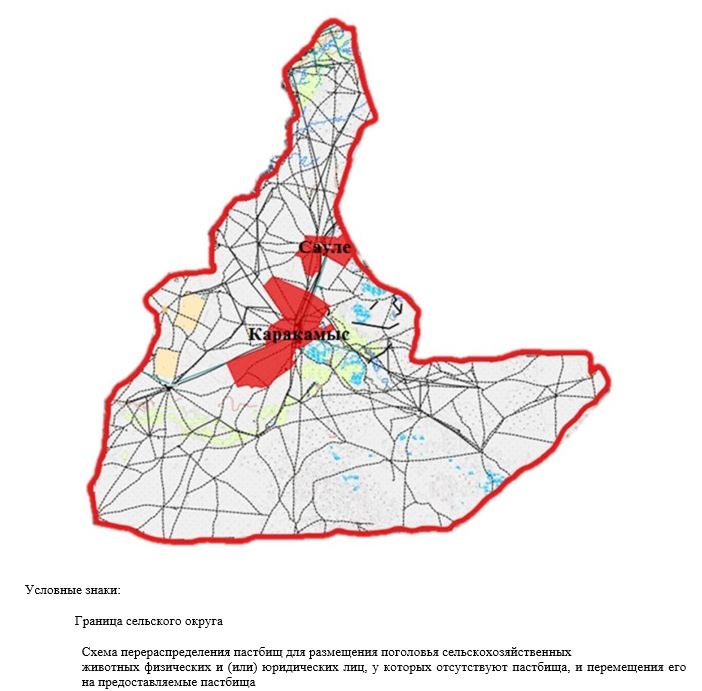 Сауле
Каракамыс
Условные знаки:
Граница сельского округа
Схема перераспределения пастбищ для размещения поголовья сельскохозяйственных
животных физических и (или) юридических лиц, у которых отсутствуют пастбища, и перемещения его
на предоставляемые пастбища